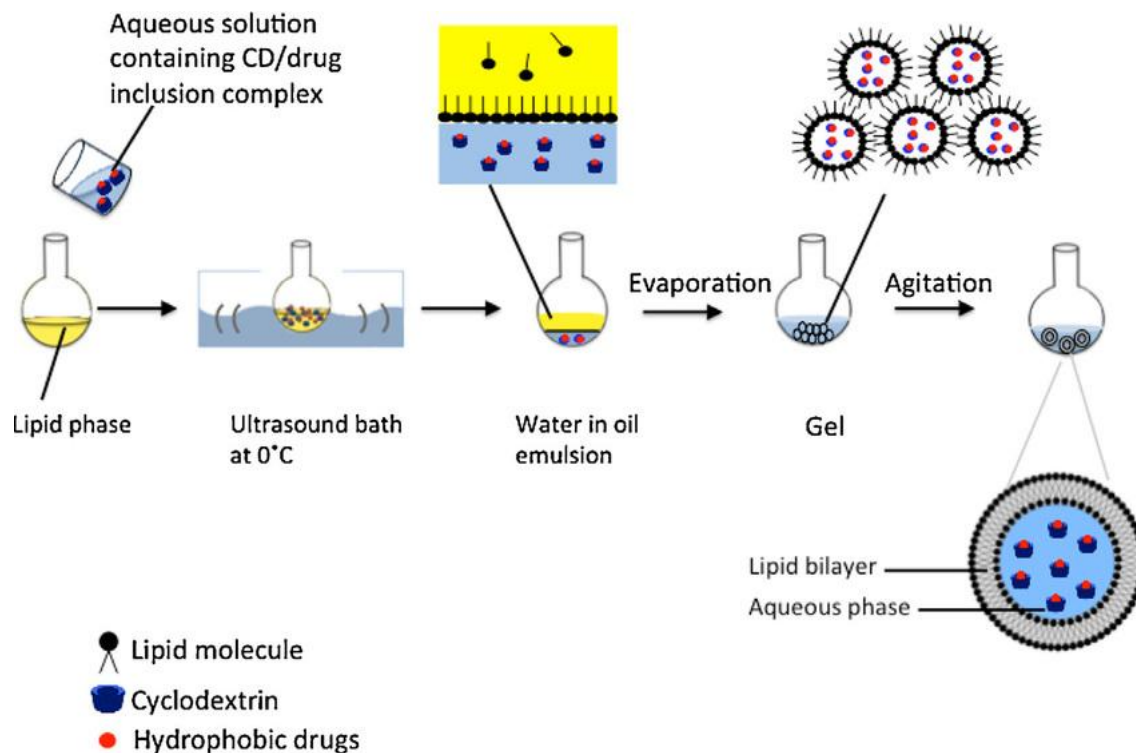 Aqueous solution
containing CD/drug
inclusion complex
Evaporation
Agitation
Lipid phase
Ultrasound bath
at 0°C
Water in oil
emulsion
Gel
Lipid bilayer
Aqueous phase
Lipid molecule
Cyclodextrin
Hydrophobic drugs